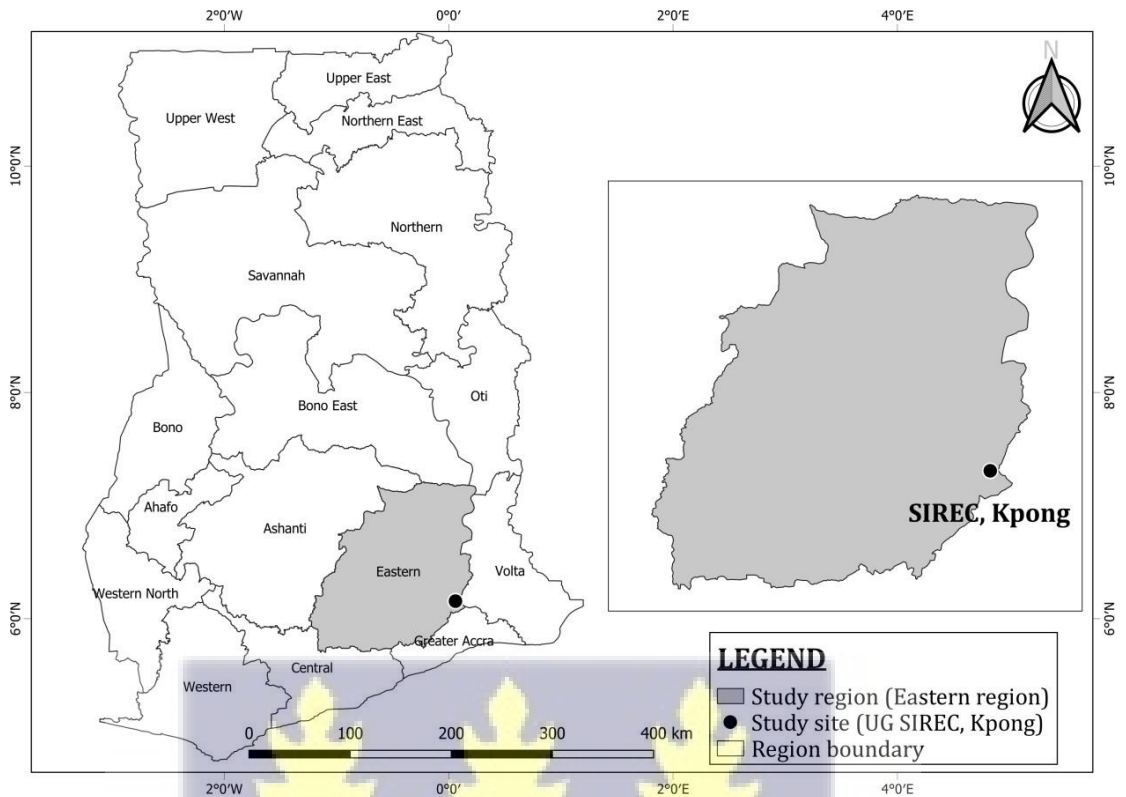 2°0′W 0°0′ 2°0′E 4°0′E
N
Upper East
Upper West
Northern East
10°0′N 10°0′N
Northern
Savannah
8°0′N 8°0′N
Oti
Bono East
Bono
SIREC, Kpong
Ahafo
Ashanti
Eastern
Volta
Western North
6°0′N 6°0′N
Greater Accra
Central
Western
LEGEND
Study region (Eastern region)
Study site (UG SIREC, Kpong)
Region boundary
0 100 200 300 400 km
2°0′W 0°0′ 2°0′E 4°0′E